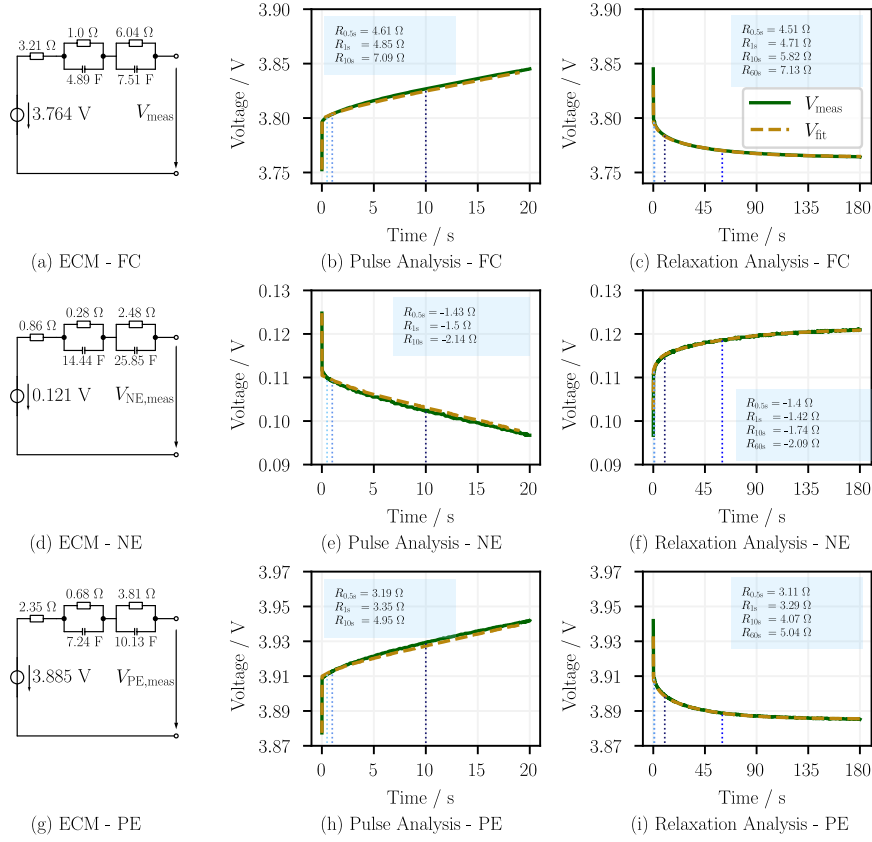 1.0 Ω 6.04 Ω
3.21 Ω
4.89 F 7.51 F
3.764 V
V_meas
(a) ECM - FC
Voltage / V
3.84
3.81
3.78
3.75
R_0.5s = 4.61 Ω
R_1s = 4.85 Ω
R_10s = 7.09 Ω
0 5 10 15 20
Time / s
(b) Pulse Analysis - FC
Voltage / V
3.90
3.85
3.80
3.75
R_0.5s = 4.51 Ω
R_1s = 4.71 Ω
R_10s = 5.82 Ω
R_60s = 7.13 Ω
V_meas
V_fit
0 45 90 135 180
Time / s
(c) Relaxation Analysis - FC
0.28 Ω 2.48 Ω
0.86 Ω
14.44 F 25.85 F
0.121 V
V_NE,meas
(d) ECM - NE
Voltage / V
0.13
0.12
0.11
0.10
0.09
R_0.5s = -1.43 Ω
R_1s = -1.5 Ω
R_10s = -2.14 Ω
0 5 10 15 20
Time / s
(e) Pulse Analysis - NE
Voltage / V
0.13
0.12
0.11
0.10
0.09
R_0.5s = -1.4 Ω
R_1s = -1.42 Ω
R_10s = -1.74 Ω
R_60s = -2.09 Ω
0 45 90 135 180
Time / s
(f) Relaxation Analysis - NE
0.68 Ω 3.81 Ω
2.35 Ω
7.24 F 10.13 F
3.885 V
V_PE,meas
(g) ECM - PE
Voltage / V
3.97
3.95
3.93
3.91
3.89
3.87
R_0.5s = 3.19 Ω
R_1s = 3.35 Ω
R_10s = 4.95 Ω
0 5 10 15 20
Time / s
(h) Pulse Analysis - PE
Voltage / V
3.97
3.95
3.93
3.91
3.89
3.87
R_0.5s = 3.11 Ω
R_1s = 3.29 Ω
R_10s = 4.07 Ω
R_60s = 5.04 Ω
0 45 90 135 180
Time / s
(i) Relaxation Analysis - PE